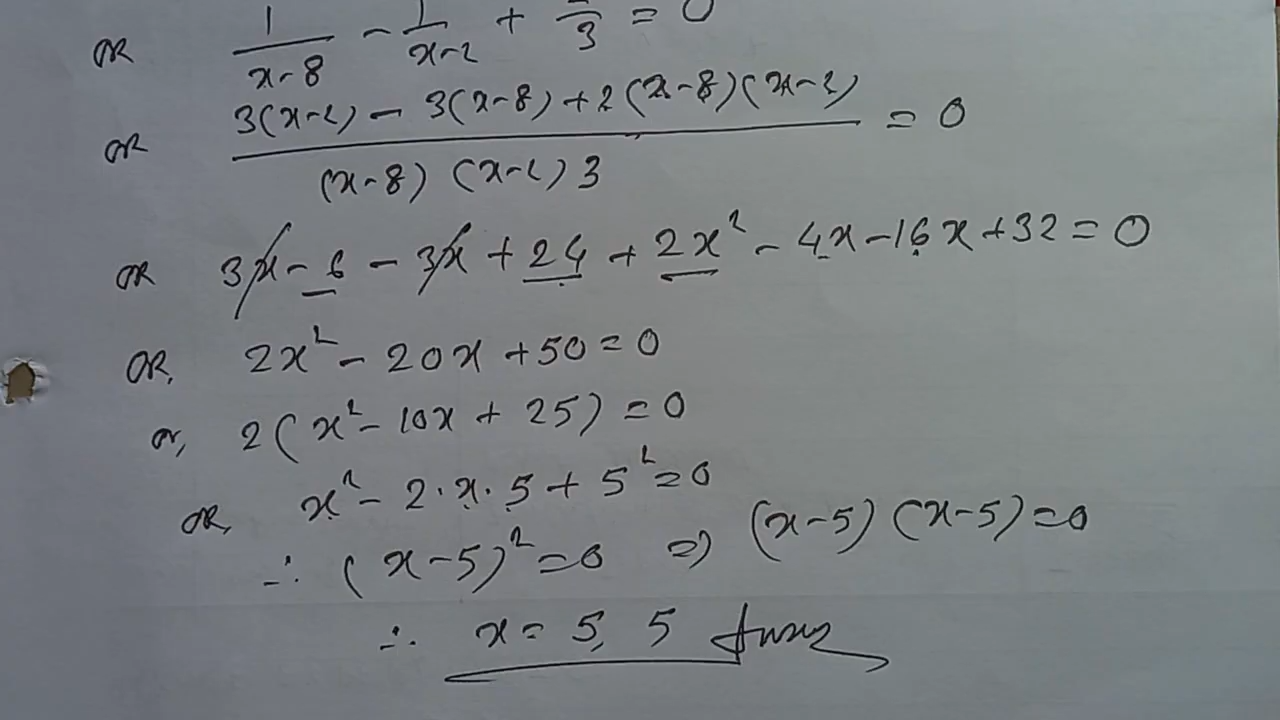 OR 1/(x-8) - 1/(x-2) + /3 = 0
OR (3(x-2) - 3(x-8) + 2(x-8)(x-2))/((x-8)(x-2)3) = 0
OR 3x - 6 - 3x + 24 + 2x² - 4x - 16x + 32 = 0
OR, 2x² - 20x + 50 = 0
or, 2(x² - 10x + 25) = 0
OR, x² - 2·x·5 + 5² = 0
∴ (x-5)² = 0 ⇒ (x-5)(x-5) = 0
∴ x = 5, 5